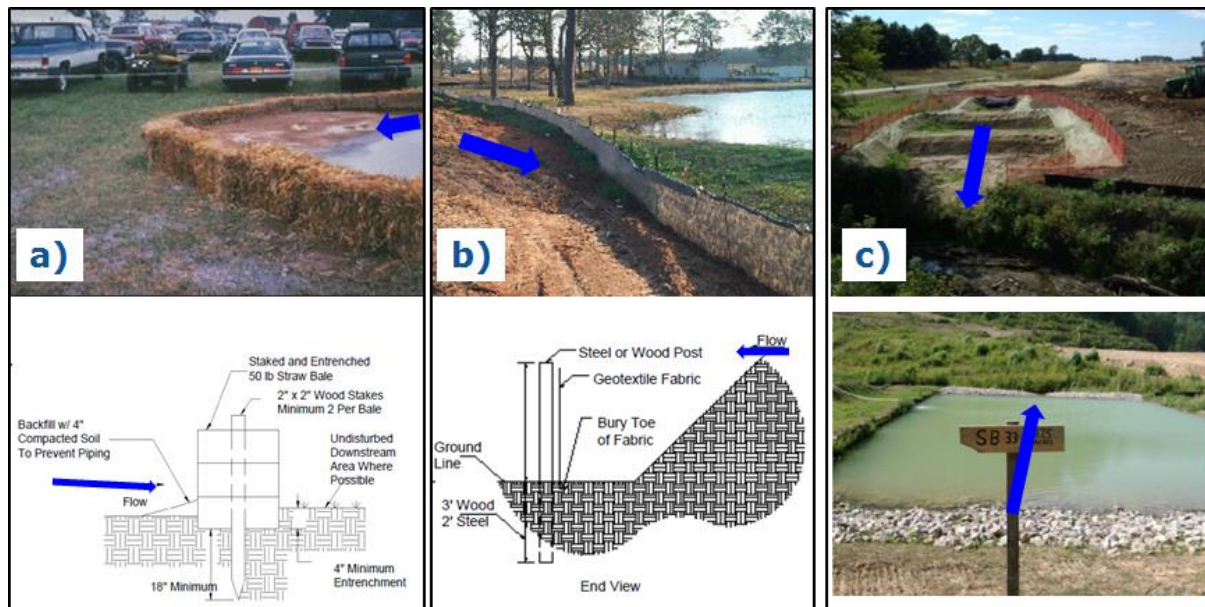 a)
Staked and Entrenched
50 lb Straw Bale
2" x 2" Wood Stakes
Minimum 2 Per Bale
Backfill w/ 4"
Compacted Soil
To Prevent Piping
Undisturbed
Downstream
Area Where
Possible
Flow
18" Minimum
4" Minimum
Entrenchment
b)
Flow
Steel or Wood Post
Geotextile Fabric
Bury Toe
of Fabric
Ground
Line
3' Wood
2' Steel
End View
c)
SB 33